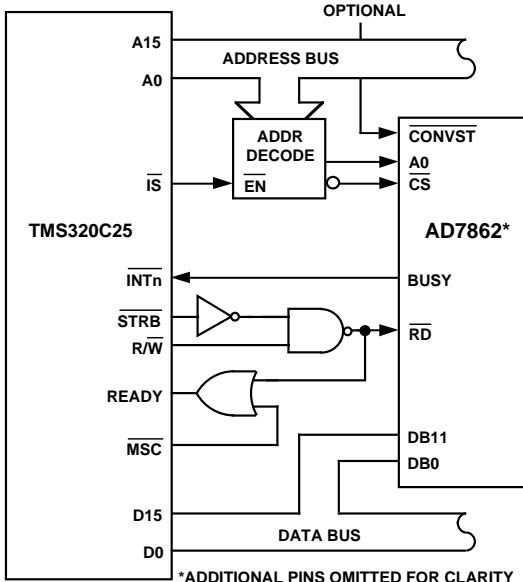 OPTIONAL
A15
ADDRESS BUS
A0
ADDR
DECODE
CONVST
A0
IS
EN
CS
TMS320C25
AD7862*
INTn
BUSY
STRB
R/W
RD
READY
MSC
DB11
DB0
D15
DATA BUS
D0
*ADDITIONAL PINS OMITTED FOR CLARITY